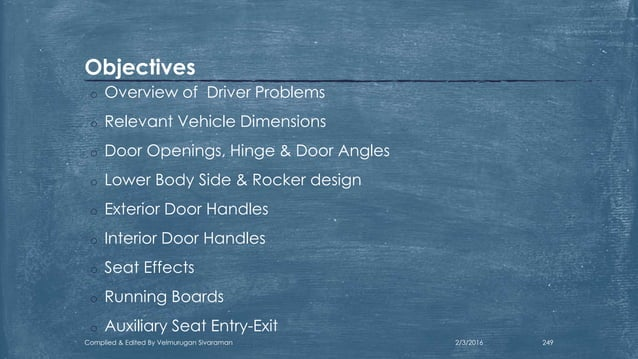 Objectives
o Overview of Driver Problems
o Relevant Vehicle Dimensions
o Door Openings, Hinge & Door Angles
o Lower Body Side & Rocker design
o Exterior Door Handles
o Interior Door Handles
o Seat Effects
o Running Boards
o Auxiliary Seat Entry-Exit
Complied & Edited By Velmurugan Sivaraman 2/3/2016 249